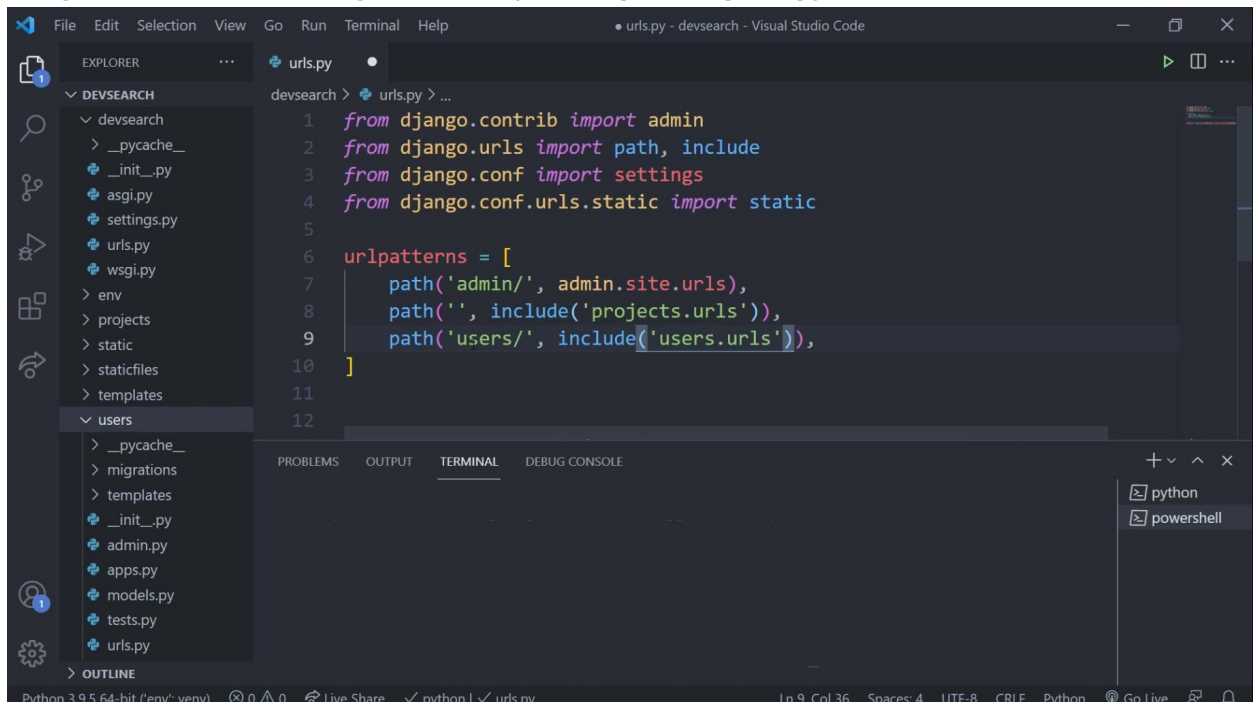 File Edit Selection View Go Run Terminal Help ● urls.py - devsearch - Visual Studio Code
EXPLORER ···
urls.py ●
DEVSEARCH
devsearch
__pycache__
__init__.py
asgi.py
settings.py
urls.py
wsgi.py
env
projects
static
staticfiles
templates
users
__pycache__
migrations
templates
__init__.py
admin.py
apps.py
models.py
tests.py
urls.py
OUTLINE
1
1
devsearch > urls.py > ...
1 from django.contrib import admin
2 from django.urls import path, include
3 from django.conf import settings
4 from django.conf.urls.static import static
5
6 urlpatterns = [
7 path('admin/', admin.site.urls),
8 path('', include('projects.urls')),
9 path('users/', include('users.urls')),
10 ]
11
12
PROBLEMS OUTPUT TERMINAL DEBUG CONSOLE
python
powershell
Python 3.9.5 64-bit ('env': venv) 0 0 Live Share python | urls.py Ln 9, Col 36 Spaces: 4 UTF-8 CRLF Python Go Live